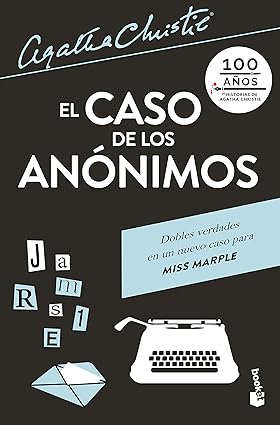 Agatha Christie
100
AÑOS
DE HISTORIAS DE
AGATHA CHRISTIE
EL CASO
DE LOS
ANÓNIMOS
Dobles verdades
en un nuevo caso para
MISS MARPLE
J a
m
R s 1
E
booket